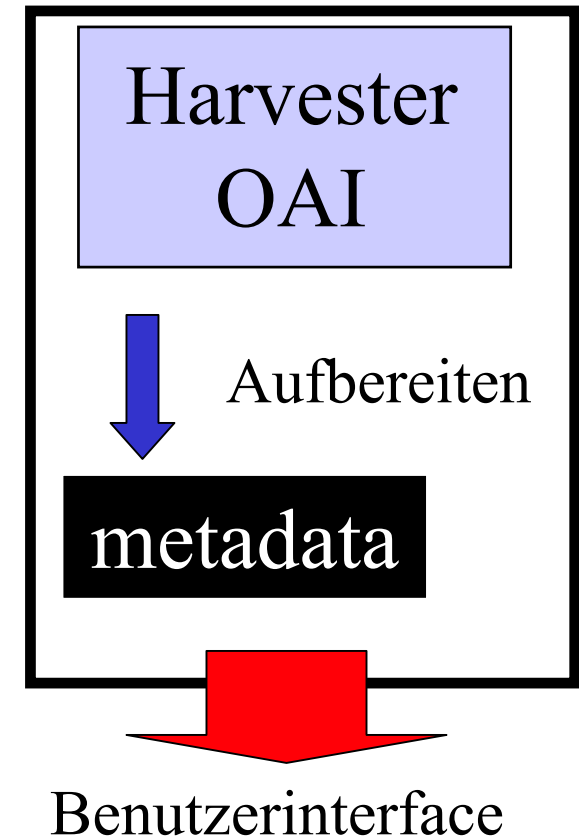 Harvester
OAI
Aufbereiten
metadata
Benutzerinterface